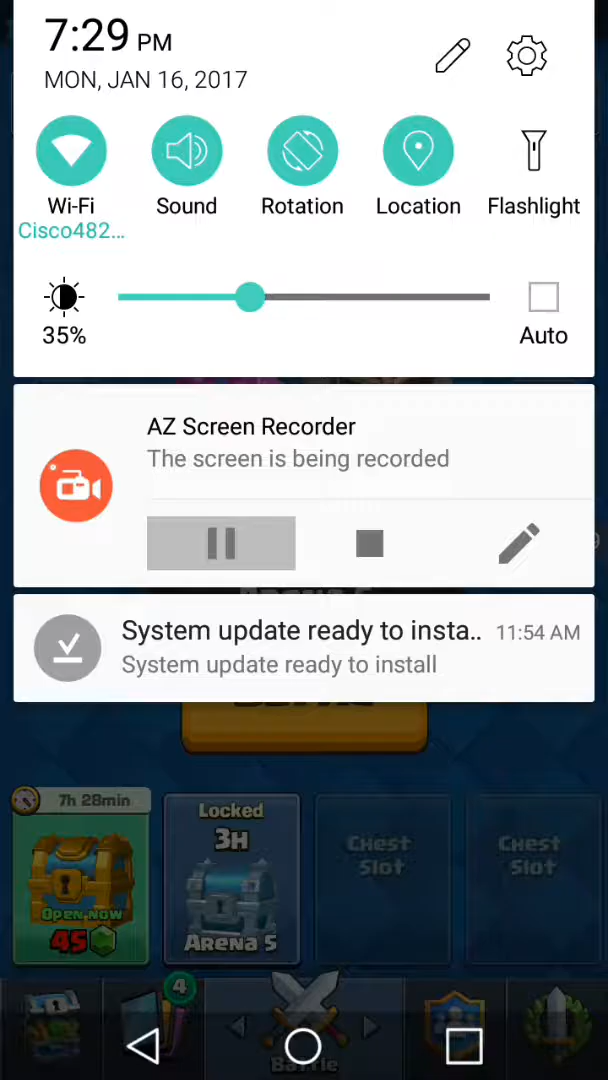 7:29 PM
MON, JAN 16, 2017
Wi-Fi
Sound
Rotation
Location
Flashlight
Cisco482...
35%
Auto
AZ Screen Recorder
The screen is being recorded
System update ready to insta..
11:54 AM
System update ready to install
7h 28min
Locked
3H
Chest
Slot
Chest
Slot
Open now
45
Arena 5
4
Battle